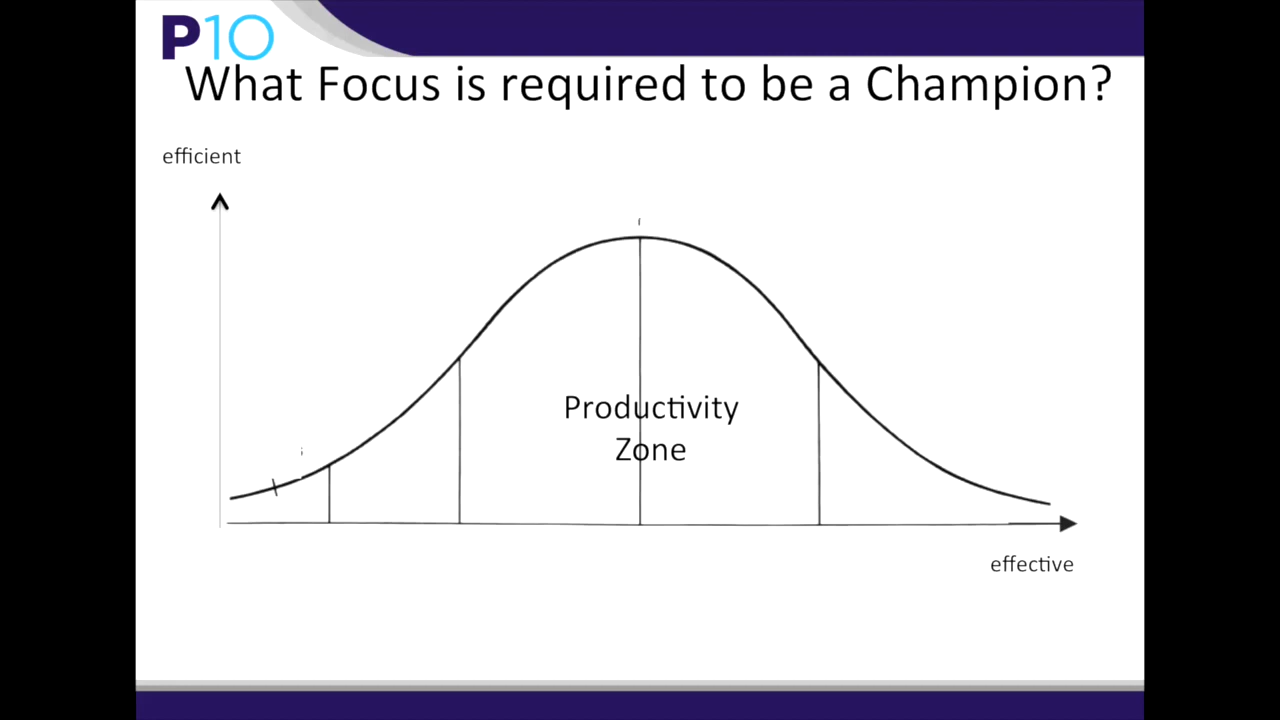 P10
What Focus is required to be a Champion?
efficient
Productivity
Zone
effective